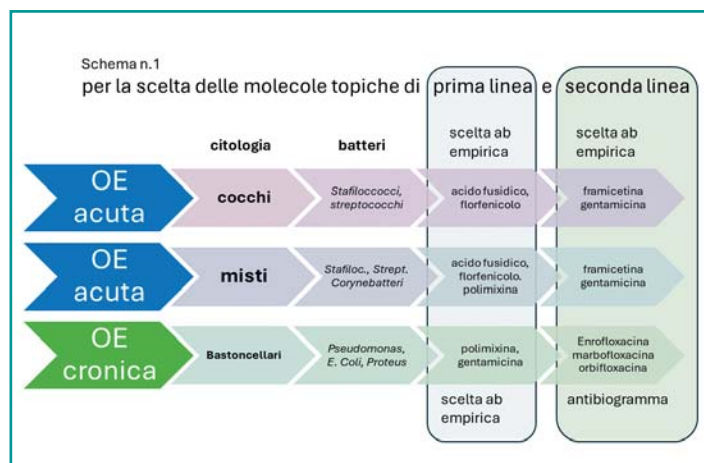 Schema n.1
per la scelta delle molecole topiche di prima linea e seconda linea
citologia
batteri
scelta ab
empirica
scelta ab
empirica
OE
acuta
cocchi
Stafiloccocci,
streptococchi
acido fusidico,
florfenicolo
framicetina
gentamicina
OE
acuta
misti
Stafiloc., Strept.
Corynebatteri
acido fusidico,
florfenicolo.
polimixina
framicetina
gentamicina
OE
cronica
Bastoncellari
Pseudomonas,
E. Coli, Proteus
polimixina,
gentamicina
Enrofloxacina
marbofloxacina
orbifloxacina
scelta ab
empirica
antibiogramma